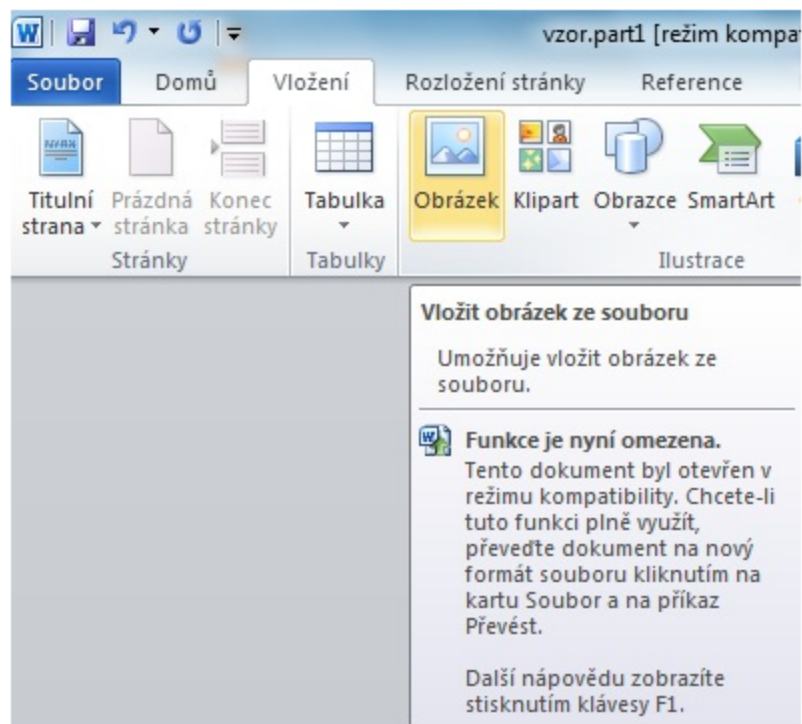 vzor.part1 [režim kompa
Soubor Domů Vložení Rozložení stránky Reference
Titulní strana Prázdná stránka Konec stránky Tabulka Obrázek Klipart Obrazce SmartArt
Stránky Tabulky Ilustrace
Vložit obrázek ze souboru
Umožňuje vložit obrázek ze
souboru.
Funkce je nyní omezena.
Tento dokument byl otevřen v
režimu kompatibility. Chcete-li
tuto funkci plně využít,
převeďte dokument na nový
formát souboru kliknutím na
kartu Soubor a na příkaz
Převést.
Další nápovědu zobrazíte
stisknutím klávesy F1.